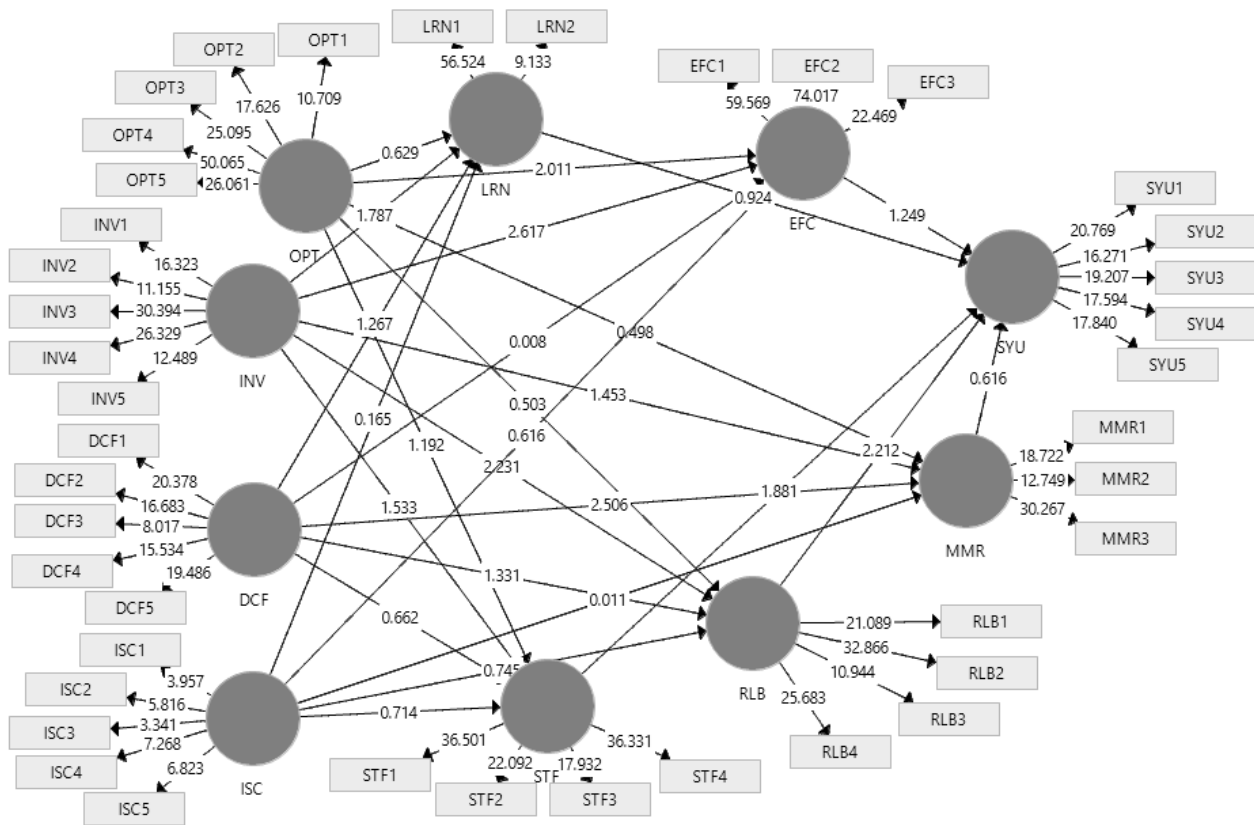 LRN1
LRN2
OPT1
OPT2
56.524
9.133
EFC1
EFC2
EFC3
OPT3
10.709
17.626
59.569
74.017
22.469
OPT4
25.095
50.065
OPT5
26.061
0.629
LRN
2.011
0.924
EFC
1.249
SYU1
20.769
SYU2
16.271
SYU3
19.207
SYU4
17.594
17.840
SYU5
SYU
INV1
OPT
1.787
2.617
INV2
16.323
11.155
INV3
30.394
INV4
26.329
12.489
INV5
INV
1.267
0.008
0.498
0.616
1.453
0.503
0.165
0.616
1.192
2.231
2.212
DCF1
DCF2
20.378
16.683
DCF3
8.017
DCF4
15.534
19.486
DCF5
DCF
1.533
2.506
1.881
MMR1
18.722
MMR2
12.749
30.267
MMR3
MMR
1.331
0.011
0.662
ISC1
3.957
ISC2
5.816
ISC3
3.341
ISC4
7.268
6.823
ISC5
ISC
0.745
0.714
RLB
21.089
RLB1
32.866
RLB2
10.944
RLB3
25.683
RLB4
36.501
STF1
22.092
STF2
STF
17.932
STF3
36.331
STF4